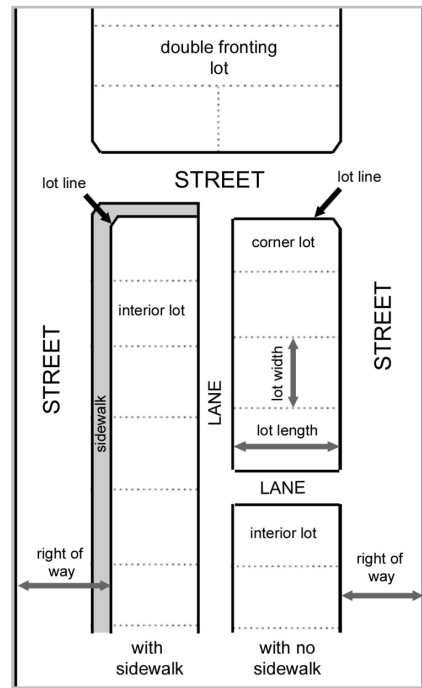 double fronting
lot
STREET
lot line
lot line
corner lot
interior lot
STREET
STREET
lot width
LANE
sidewalk
lot length
LANE
interior lot
right of
way
right of
way
with
sidewalk
with no
sidewalk